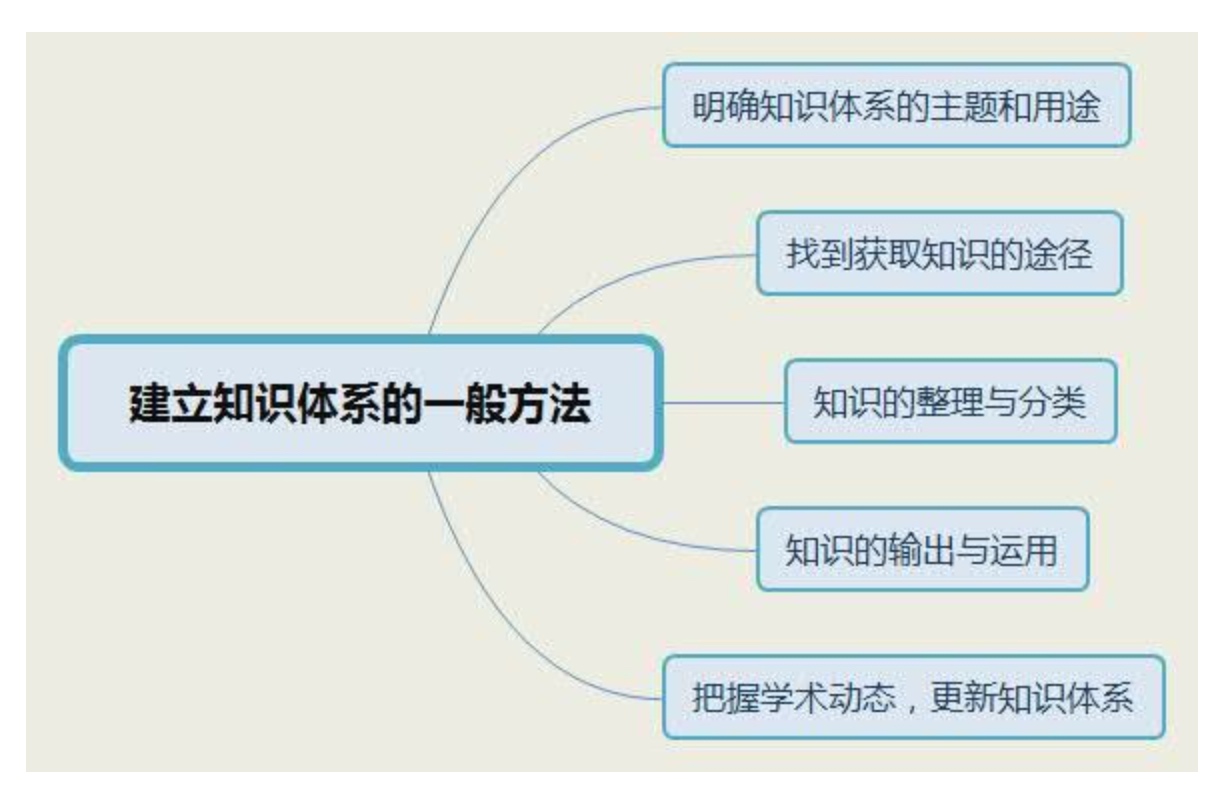 明确知识体系的主题和用途
找到获取知识的途径
建立知识体系的一般方法
知识的整理与分类
知识的输出与运用
把握学术动态，更新知识体系